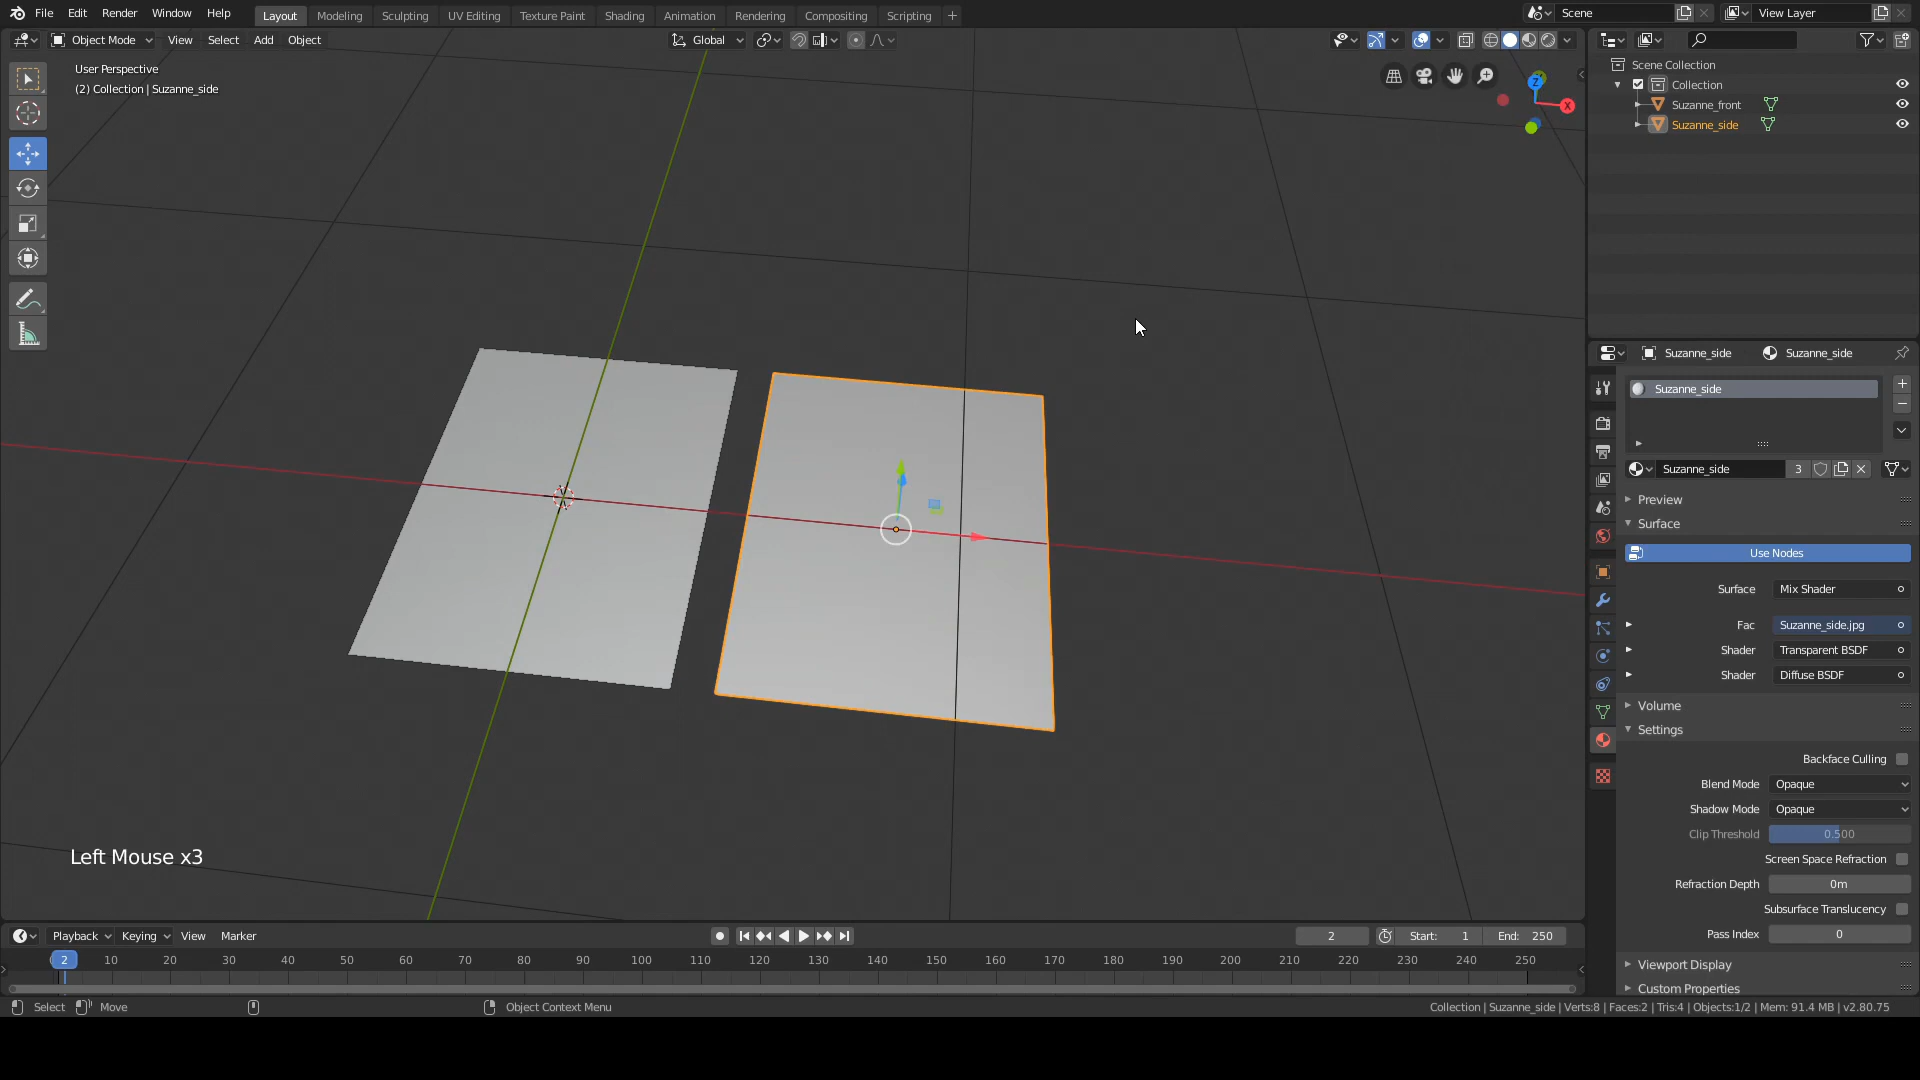 File Edit Render Window Help
Layout Modeling Sculpting UV Editing Texture Paint Shading Animation Rendering Compositing Scripting +
Scene
View Layer
Object Mode View Select Add Object
Global
User Perspective
(2) Collection | Suzanne_side
Z
X
Scene Collection
Collection
Suzanne_front
Suzanne_side
Suzanne_side Suzanne_side
Suzanne_side
Suzanne_side 3
Preview
Surface
Use Nodes
Surface Mix Shader
Fac Suzanne_side.jpg
Shader Transparent BSDF
Shader Diffuse BSDF
Volume
Settings
Backface Culling
Blend Mode Opaque
Shadow Mode Opaque
Clip Threshold 0.500
Screen Space Refraction
Refraction Depth 0m
Subsurface Translucency
Pass Index 0
Viewport Display
Custom Properties
Left Mouse x3
Playback Keying View Marker
2 Start: 1 End: 250
2 10 20 30 40 50 60 70 80 90 100 110 120 130 140 150 160 170 180 190 200 210 220 230 240 250
Select Move Object Context Menu
Collection | Suzanne_side | Verts:8 | Faces:2 | Tris:4 | Objects:1/2 | Mem: 91.4 MB | v2.80.75